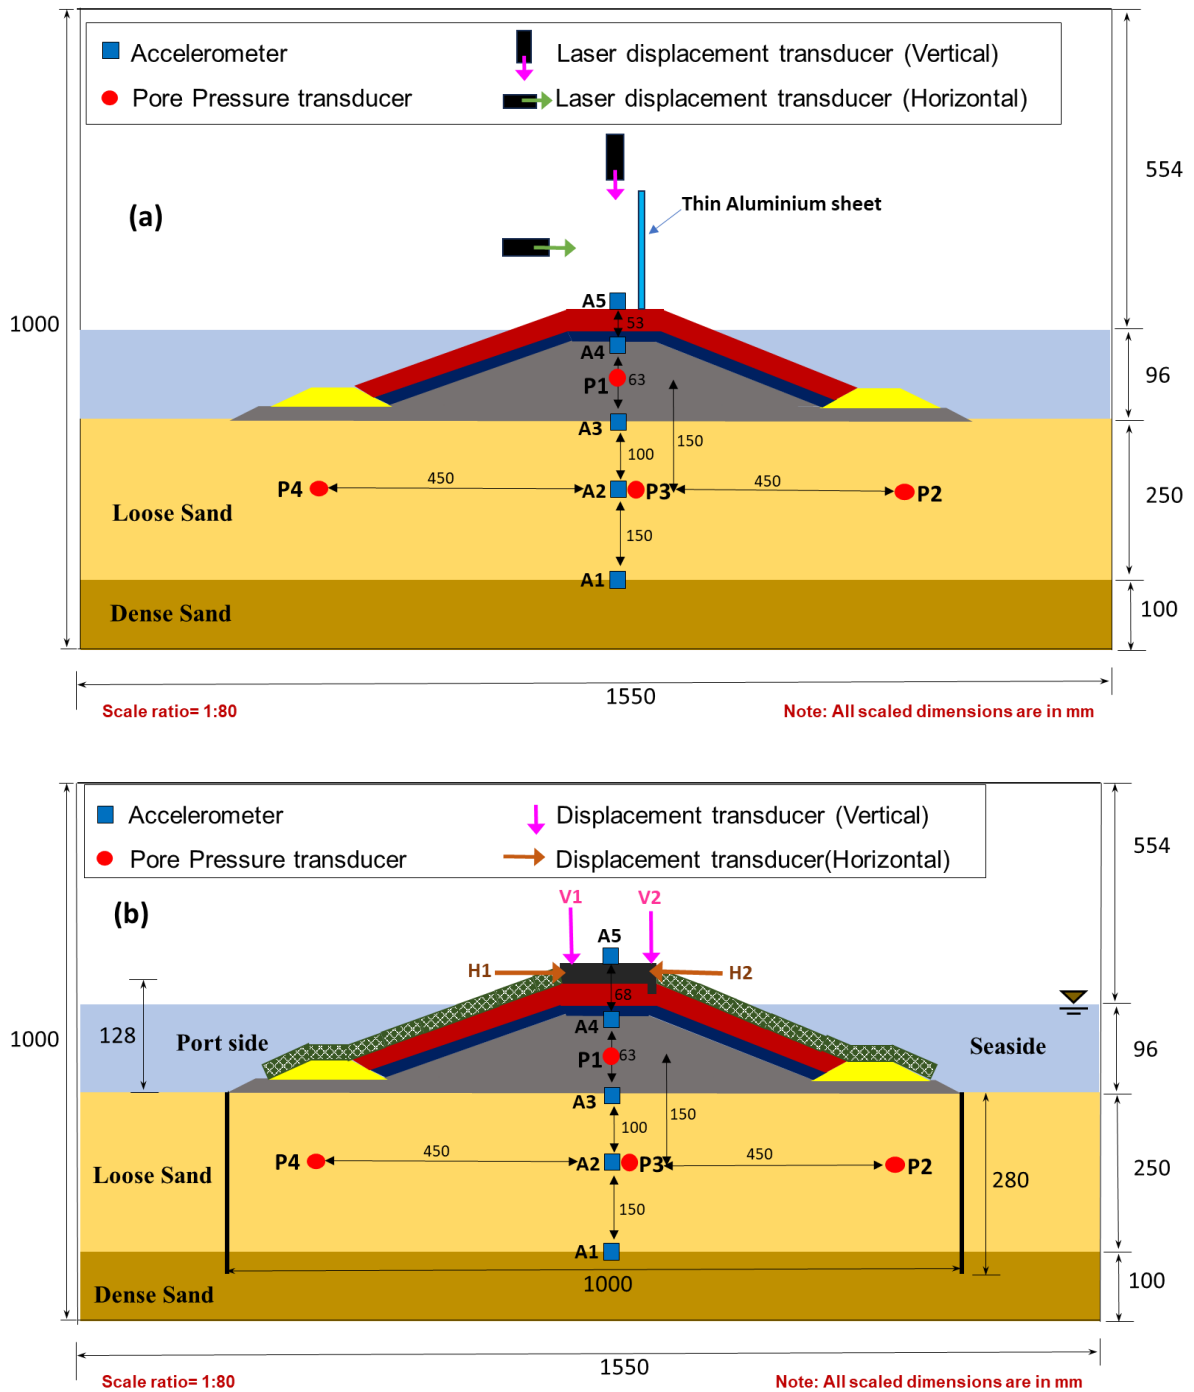 Accelerometer
Laser displacement transducer (Vertical)
Pore Pressure transducer
Laser displacement transducer (Horizontal)
554
(a)
Thin Aluminium sheet
A5
1000
53
A4
P1
63
96
A3
150
100
P4
450
A2
P3
450
P2
250
Loose Sand
150
A1
Dense Sand
100
1550
Scale ratio= 1:80
Note: All scaled dimensions are in mm
Accelerometer
Displacement transducer (Vertical)
554
Pore Pressure transducer
Displacement transducer(Horizontal)
V1
V2
(b)
A5
H1
H2
68
A4
1000
128
Port side
P1
63
Seaside
96
A3
150
100
P4
450
A2
P3
450
P2
Loose Sand
280
250
150
A1
1000
100
Dense Sand
1550
Scale ratio= 1:80
Note: All scaled dimensions are in mm